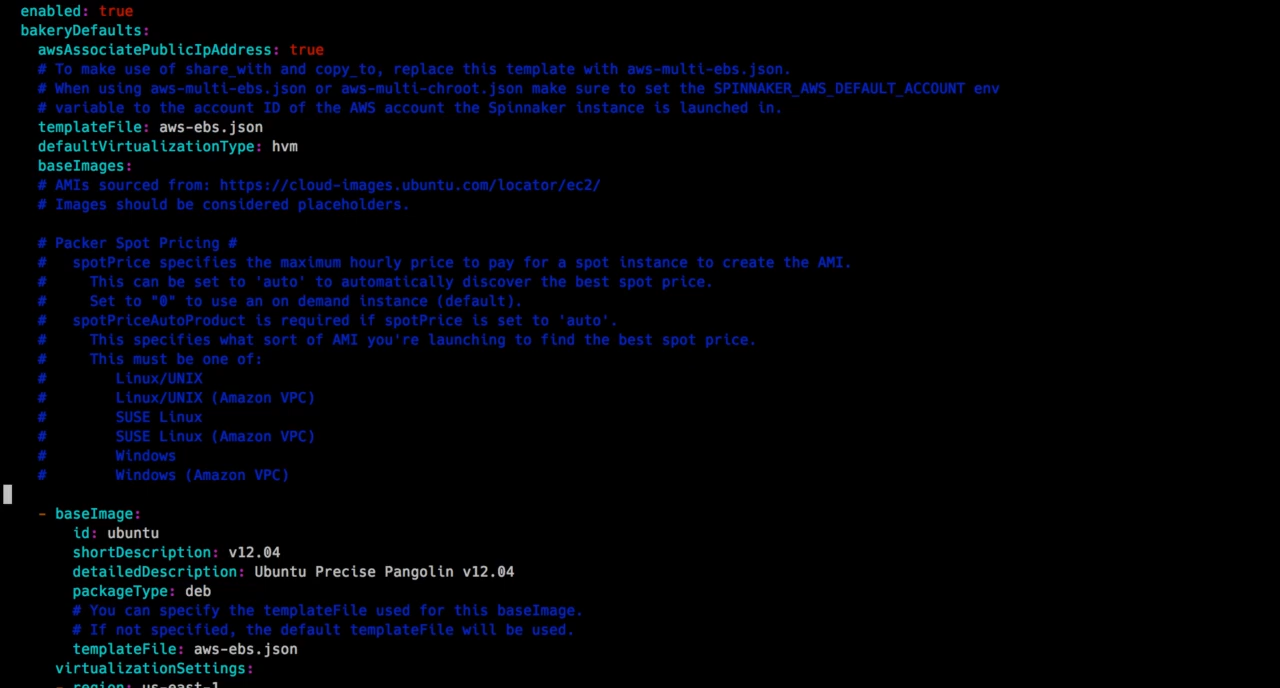 enabled: true
bakeryDefaults:
awsAssociatePublicIpAddress: true
# To make use of share_with and copy_to, replace this template with aws-multi-ebs.json.
# When using aws-multi-ebs.json or aws-multi-chroot.json make sure to set the SPINNAKER_AWS_DEFAULT_ACCOUNT env
# variable to the account ID of the AWS account the Spinnaker instance is launched in.
templateFile: aws-ebs.json
defaultVirtualizationType: hvm
baseImages:
# AMIs sourced from: https://cloud-images.ubuntu.com/locator/ec2/
# Images should be considered placeholders.
# Packer Spot Pricing #
#   spotPrice specifies the maximum hourly price to pay for a spot instance to create the AMI.
#     This can be set to 'auto' to automatically discover the best spot price.
#     Set to "0" to use an on demand instance (default).
#   spotPriceAutoProduct is required if spotPrice is set to 'auto'.
#     This specifies what sort of AMI you're launching to find the best spot price.
#     This must be one of:
#        Linux/UNIX
#        Linux/UNIX (Amazon VPC)
#        SUSE Linux
#        SUSE Linux (Amazon VPC)
#        Windows
#        Windows (Amazon VPC)
- baseImage:
id: ubuntu
shortDescription: v12.04
detailedDescription: Ubuntu Precise Pangolin v12.04
packageType: deb
# You can specify the templateFile used for this baseImage.
# If not specified, the default templateFile will be used.
templateFile: aws-ebs.json
virtualizationSettings:
- region: us-east-1